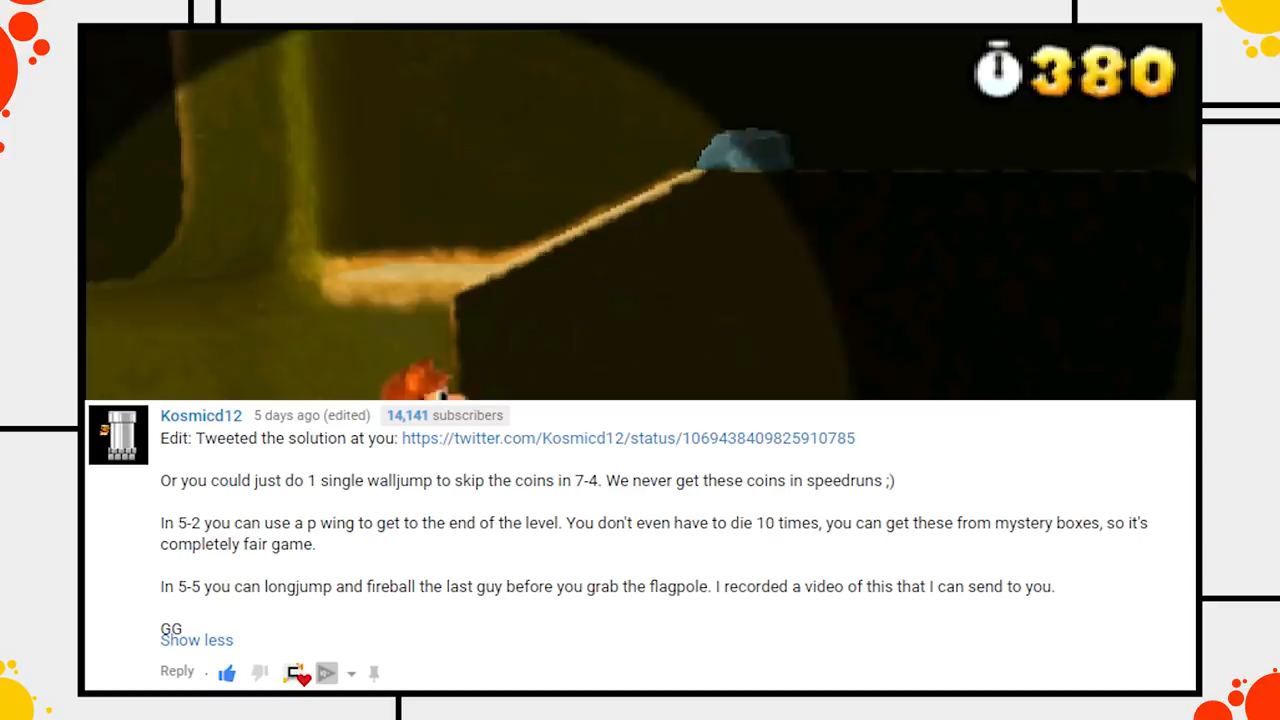 380
Kosmicd12 5 days ago (edited) 14,141 subscribers
Edit: Tweeted the solution at you: https://twitter.com/Kosmicd12/status/1069438409825910785
Or you could just do 1 single walljump to skip the coins in 7-4. We never get these coins in speedruns ;)
In 5-2 you can use a p wing to get to the end of the level. You don't even have to die 10 times, you can get these from mystery boxes, so it's
completely fair game.
In 5-5 you can longjump and fireball the last guy before you grab the flagpole. I recorded a video of this that I can send to you.
GG
Show less
Reply